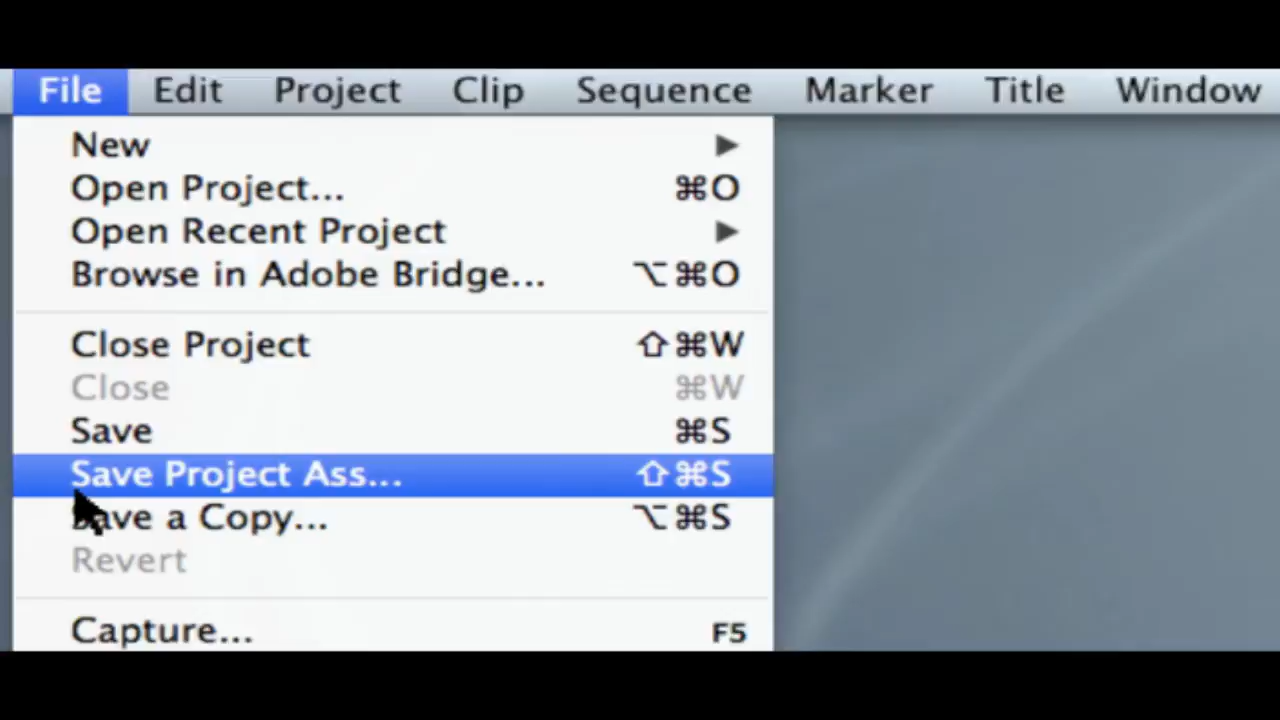 File Edit Project Clip Sequence Marker Title Window
New ▶
Open Project... ⌘O
Open Recent Project ▶
Browse in Adobe Bridge... ⌥⌘O
Close Project ⇧⌘W
Close ⌘W
Save ⌘S
Save Project Ass... ⇧⌘S
Save a Copy... ⌥⌘S
Revert
Capture... F5